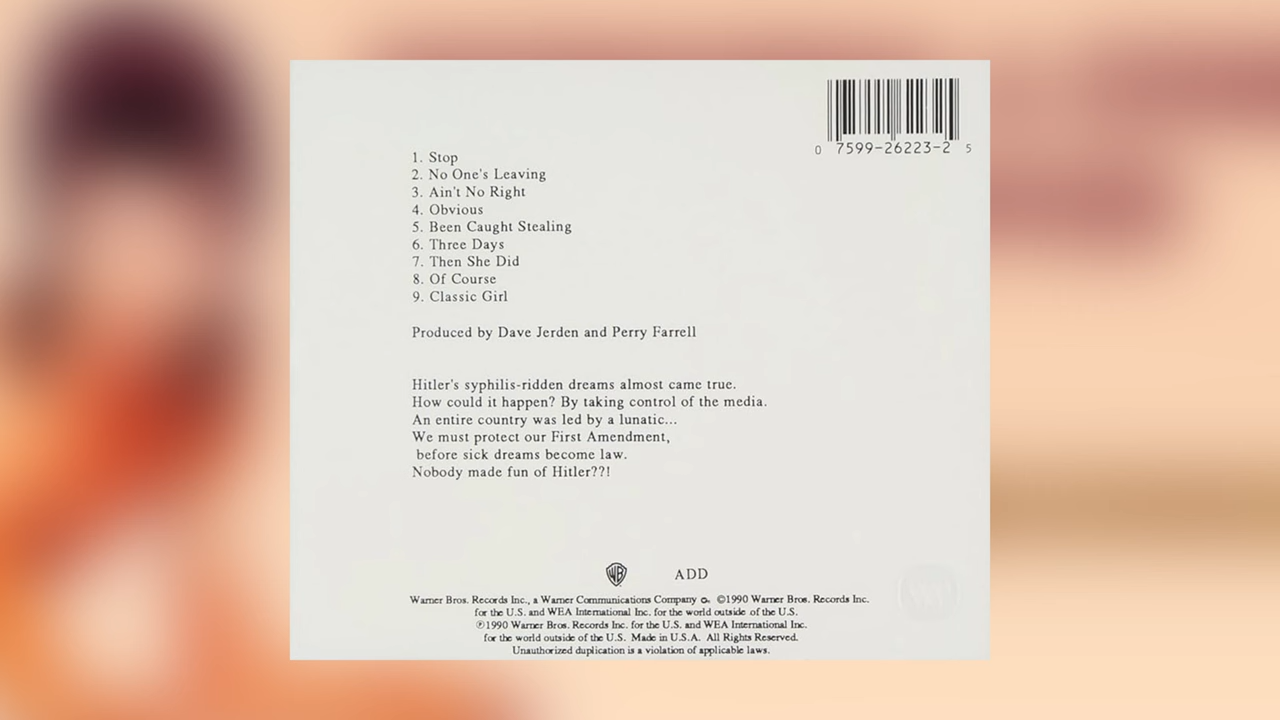 0 7599-26223-2 5
1. Stop
2. No One's Leaving
3. Ain't No Right
4. Obvious
5. Been Caught Stealing
6. Three Days
7. Then She Did
8. Of Course
9. Classic Girl
Produced by Dave Jerden and Perry Farrell
Hitler's syphilis-ridden dreams almost came true.
How could it happen? By taking control of the media.
An entire country was led by a lunatic...
We must protect our First Amendment,
before sick dreams become law.
Nobody made fun of Hitler??!
WB ADD
Warner Bros. Records Inc., a Warner Communications Company ©1990 Warner Bros. Records Inc.
for the U.S. and WEA International Inc. for the world outside of the U.S.
℗1990 Warner Bros. Records Inc. for the U.S. and WEA International Inc.
for the world outside of the U.S. Made in U.S.A. All Rights Reserved.
Unauthorized duplication is a violation of applicable laws.